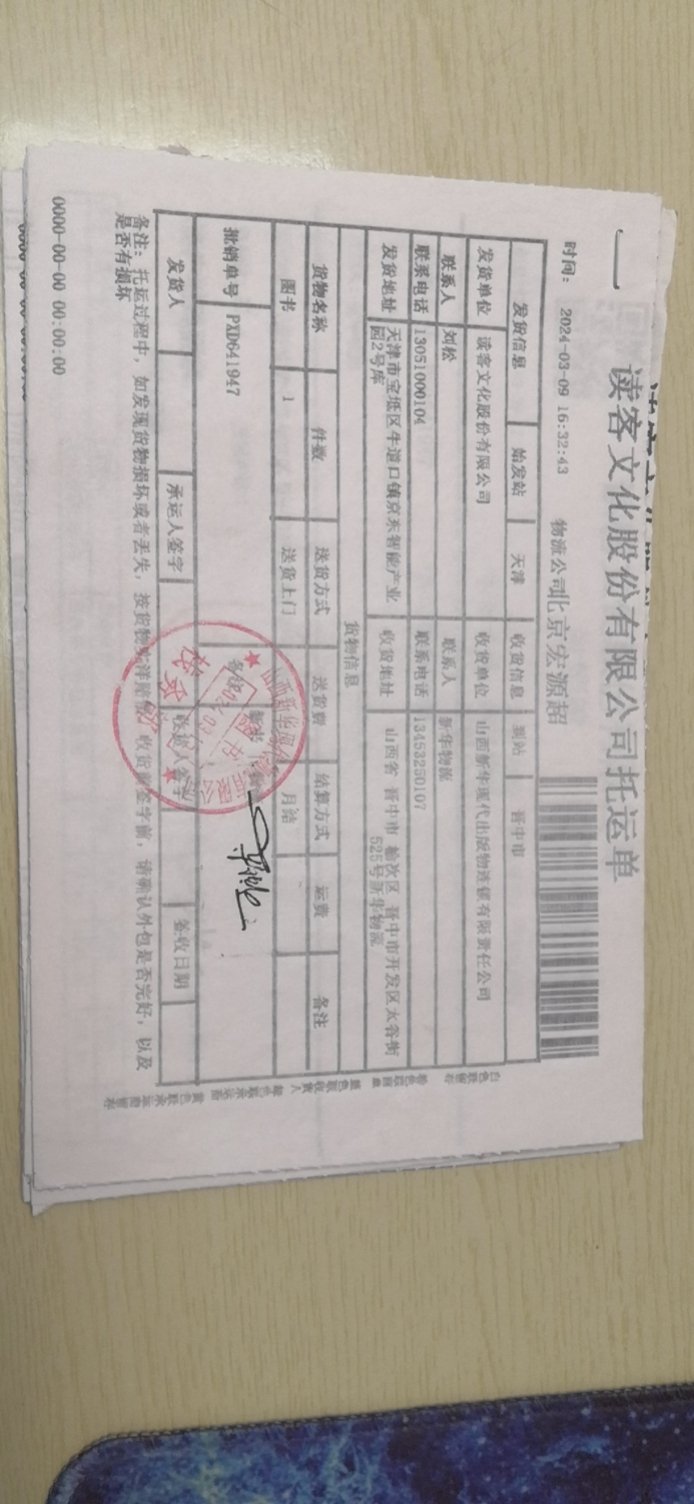 读客文化股份有限公司托运单
时间： 2024-03-09 16:32:43 物流公司北京宏源超
发货信息 始发站 天津 收货信息 到站 晋中市
发货单位 读客文化股份有限公司 收货单位 山西新华现代出版物连锁有限责任公司
联系人 刘松 联系人 新华物流
联系电话 13051000104 联系电话 13453250107
发货地址 天津市宝坻区牛道口镇京东智能产业 收货地址 山西省 晋中市 榆次区 晋中市开发区太谷街
园2号库 525号新华物流
货物信息
货物名称 件数 送货方式 送货费 结算方式 运费 备注
图书 1 送货上门 月结
批销单号 PXD641947 备注
发货人 承运人签字 收货人签字 签收日期
备注：托运过程中，如发现货物损坏或者丢失，按货物实洋赔偿。收货前签字前，请确认外包是否完好，以及
是否有损坏
0000-00-00 00:00:00